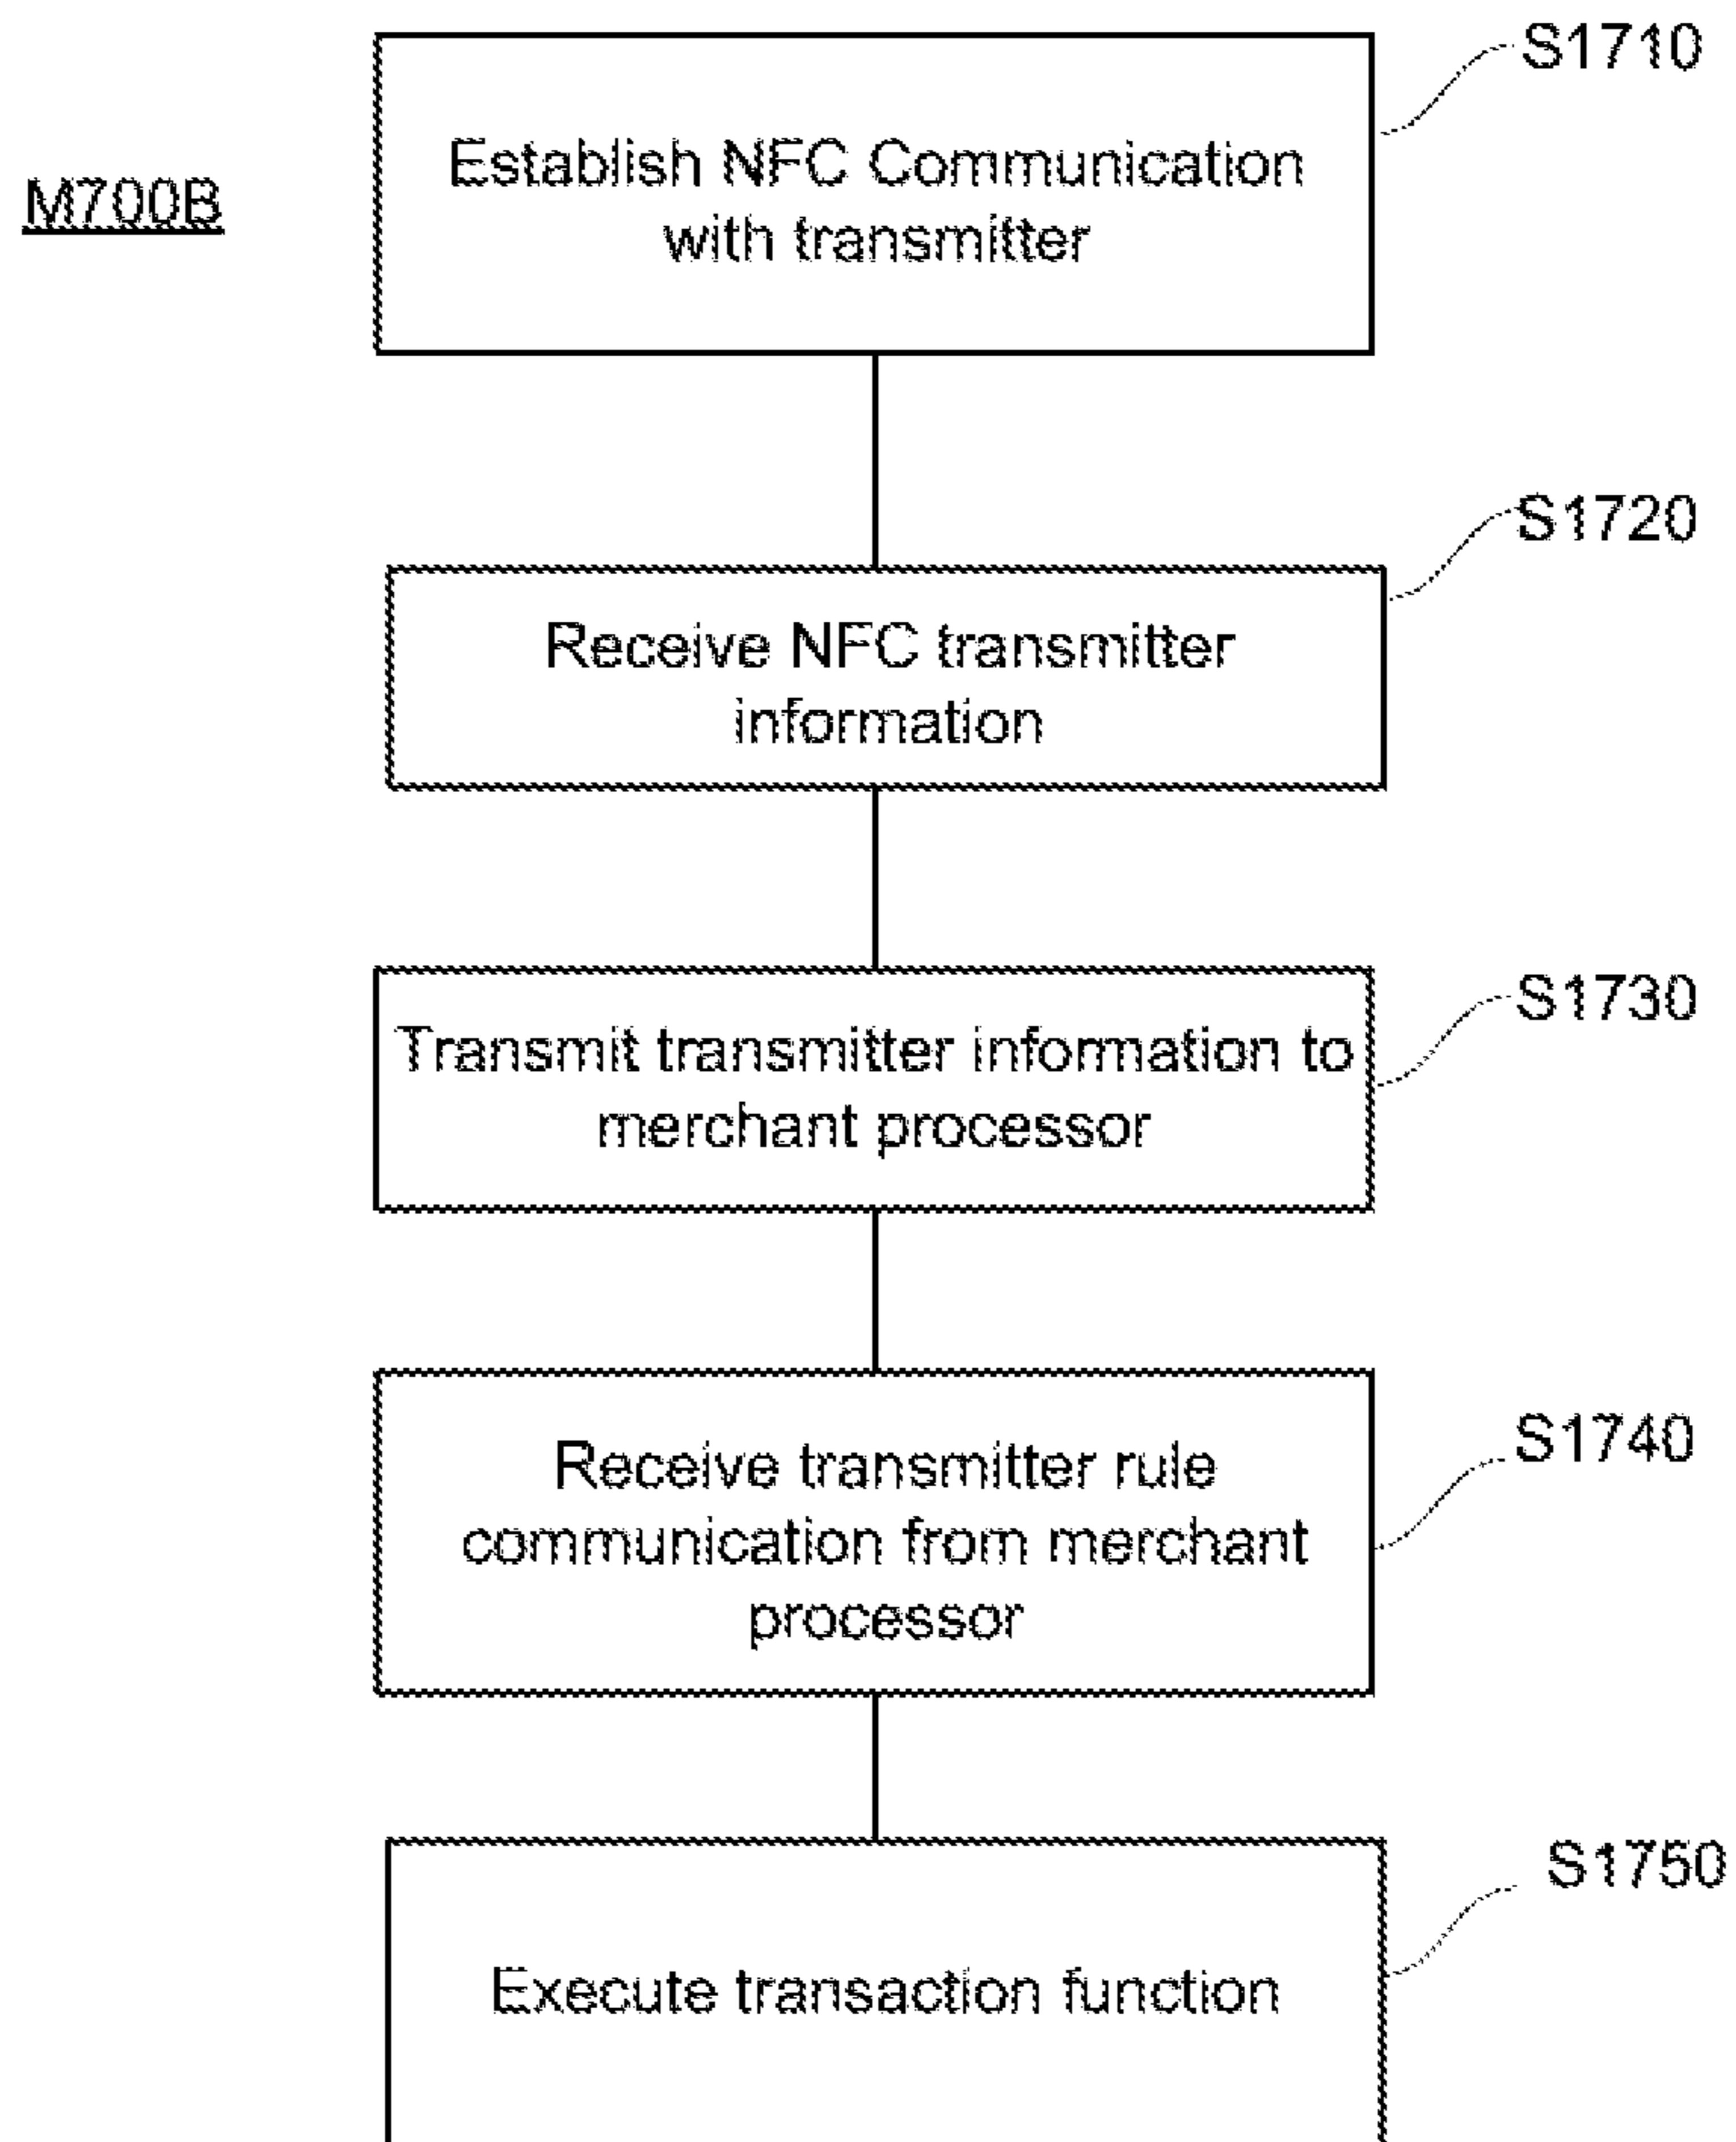 S1710
M700B
Establish NFC Communication
with transmitter
S1720
Receive NFC transmitter
information
S1730
Transmit transmitter information to
merchant processor
S1740
Receive transmitter rule
communication from merchant
processor
S1750
Execute transaction function